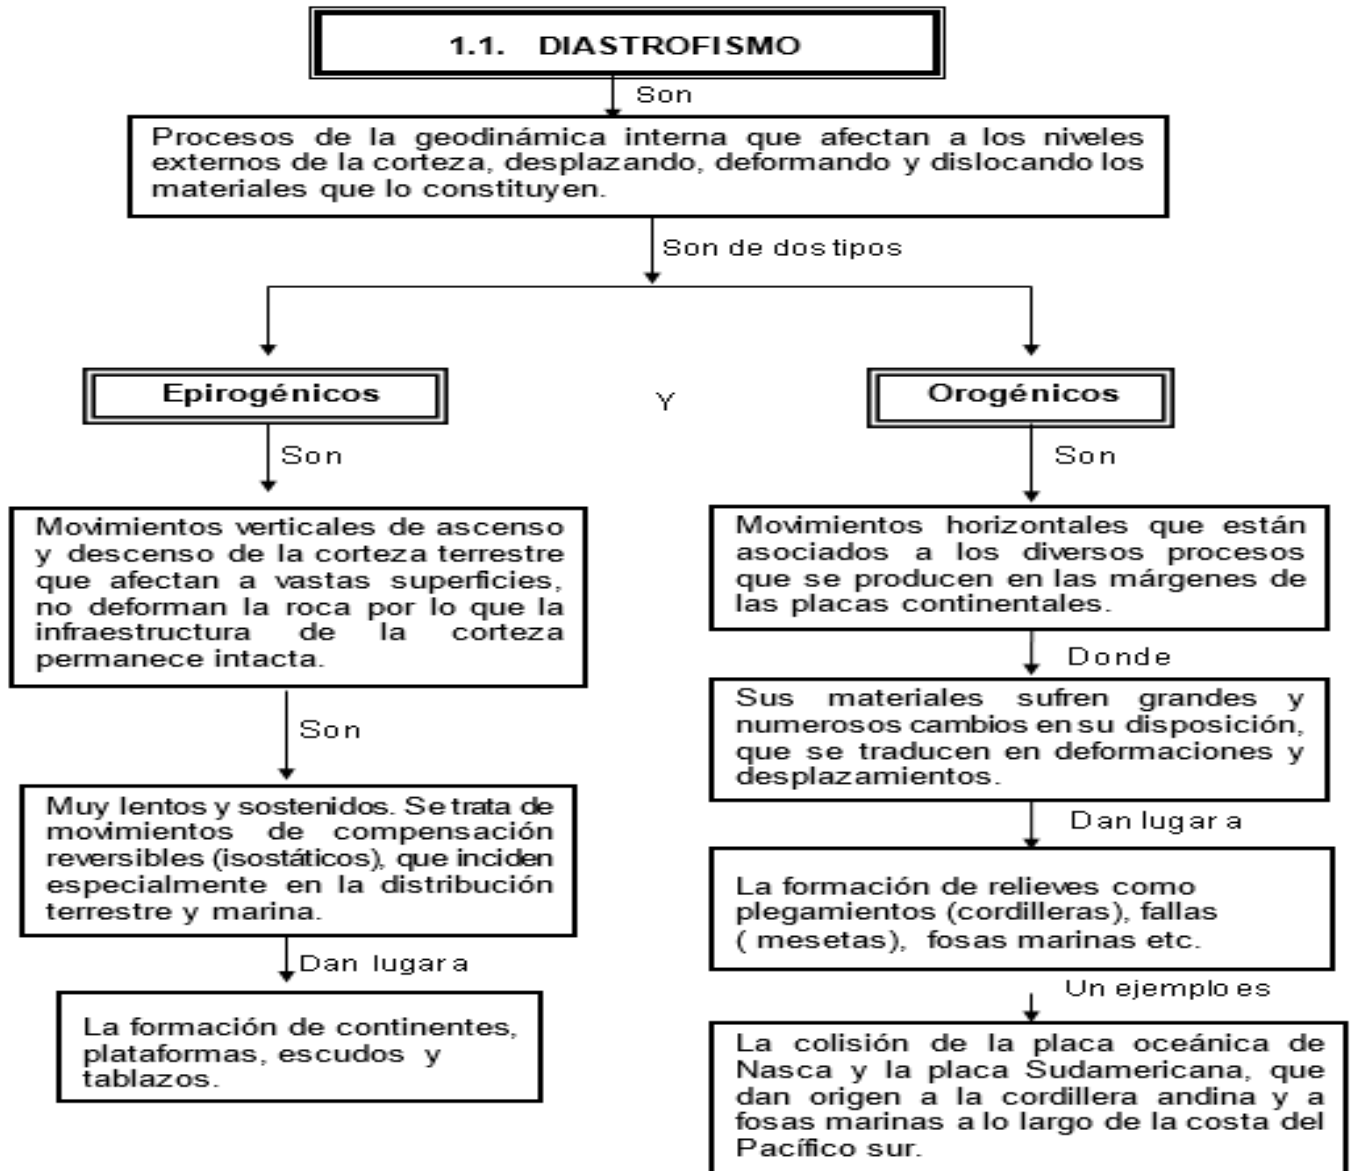 1.1. DIASTROFISMO
Son
Procesos de la geodinámica interna que afectan a los niveles
externos de la corteza, desplazando, deformando y dislocando los
materiales que lo constituyen.
Son de dos tipos
Epirogénicos
Y
Orogénicos
Son
Movimientos verticales de ascenso
y descenso de la corteza terrestre
que afectan a vastas superficies,
no deforman la roca por lo que la
infraestructura de la corteza
permanece intacta.
Son
Muy lentos y sostenidos. Se trata de
movimientos de compensación
reversibles (isostáticos), que inciden
especialmente en la distribución
terrestre y marina.
Dan lugar a
La formación de continentes,
plataformas, escudos y
tablazos.
Son
Movimientos horizontales que están
asociados a los diversos procesos
que se producen en las márgenes de
las placas continentales.
Donde
Sus materiales sufren grandes y
numerosos cambios en su disposición,
que se traducen en deformaciones y
desplazamientos.
Dan lugar a
La formación de relieves como
plegamientos (cordilleras), fallas
( mesetas), fosas marinas etc.
Un ejemplo es
La colisión de la placa oceánica de
Nasca y la placa Sudamericana, que
dan origen a la cordillera andina y a
fosas marinas a lo largo de la costa del
Pacífico sur.